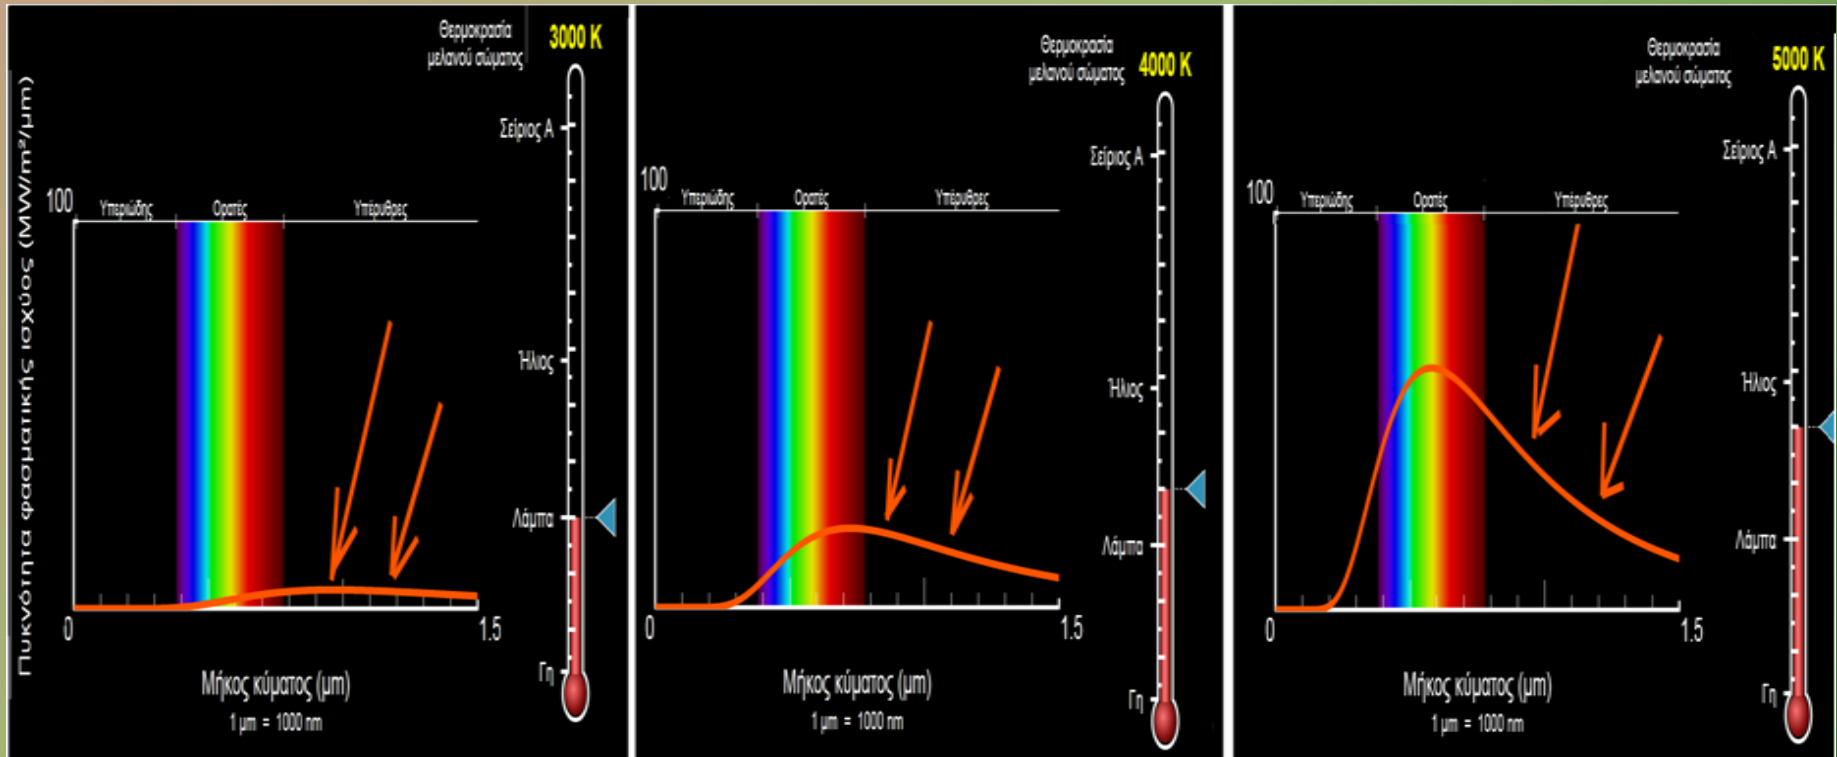 Πυκνότητα φασματικής ισχύος (MW/m²/μm)
Θερμοκρασία
μελανού σώματος
3000 K
Σείριος Α
100
Υπεριώδης
Ορατές
Υπέρυθρες
Ήλιος
Λάμπα
0
1.5
Γη
Μήκος κύματος (μm)
1 μm = 1000 nm
Θερμοκρασία
μελανού σώματος
4000 K
Σείριος Α
100
Υπεριώδης
Ορατές
Υπέρυθρες
Ήλιος
Λάμπα
0
1.5
Γη
Μήκος κύματος (μm)
1 μm = 1000 nm
Θερμοκρασία
μελανού σώματος
5000 K
Σείριος Α
100
Υπεριώδης
Ορατές
Υπέρυθρες
Ήλιος
Λάμπα
0
1.5
Γη
Μήκος κύματος (μm)
1 μm = 1000 nm